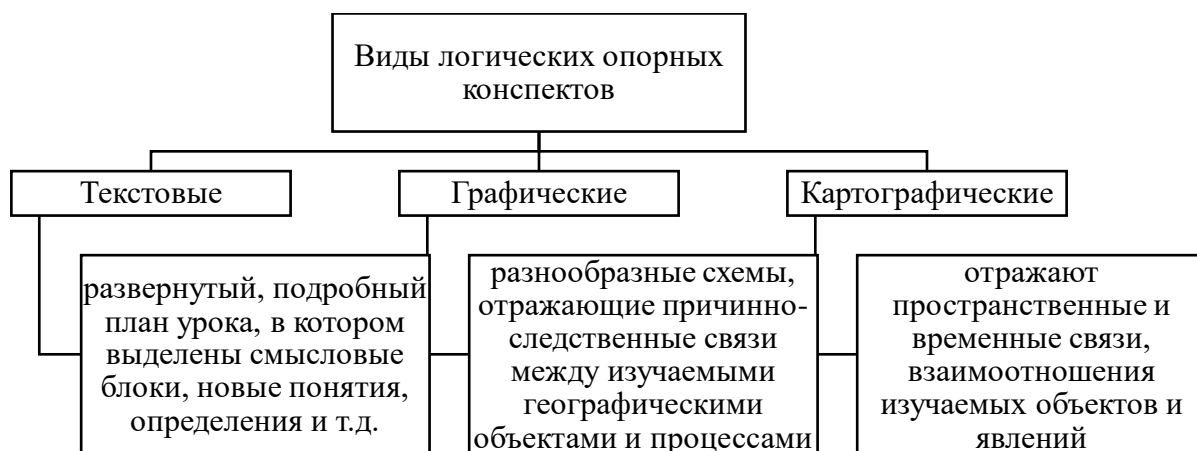 Виды логических опорных
конспектов
Текстовые
Графические
Картографические
развернутый, подробный
план урока, в котором
выделены смысловые
блоки, новые понятия,
определения и т.д.
разнообразные схемы,
отражающие причинно-
следственные связи
между изучаемыми
географическими
объектами и процессами
отражают
пространственные и
временные связи,
взаимоотношения
изучаемых объектов и
явлений